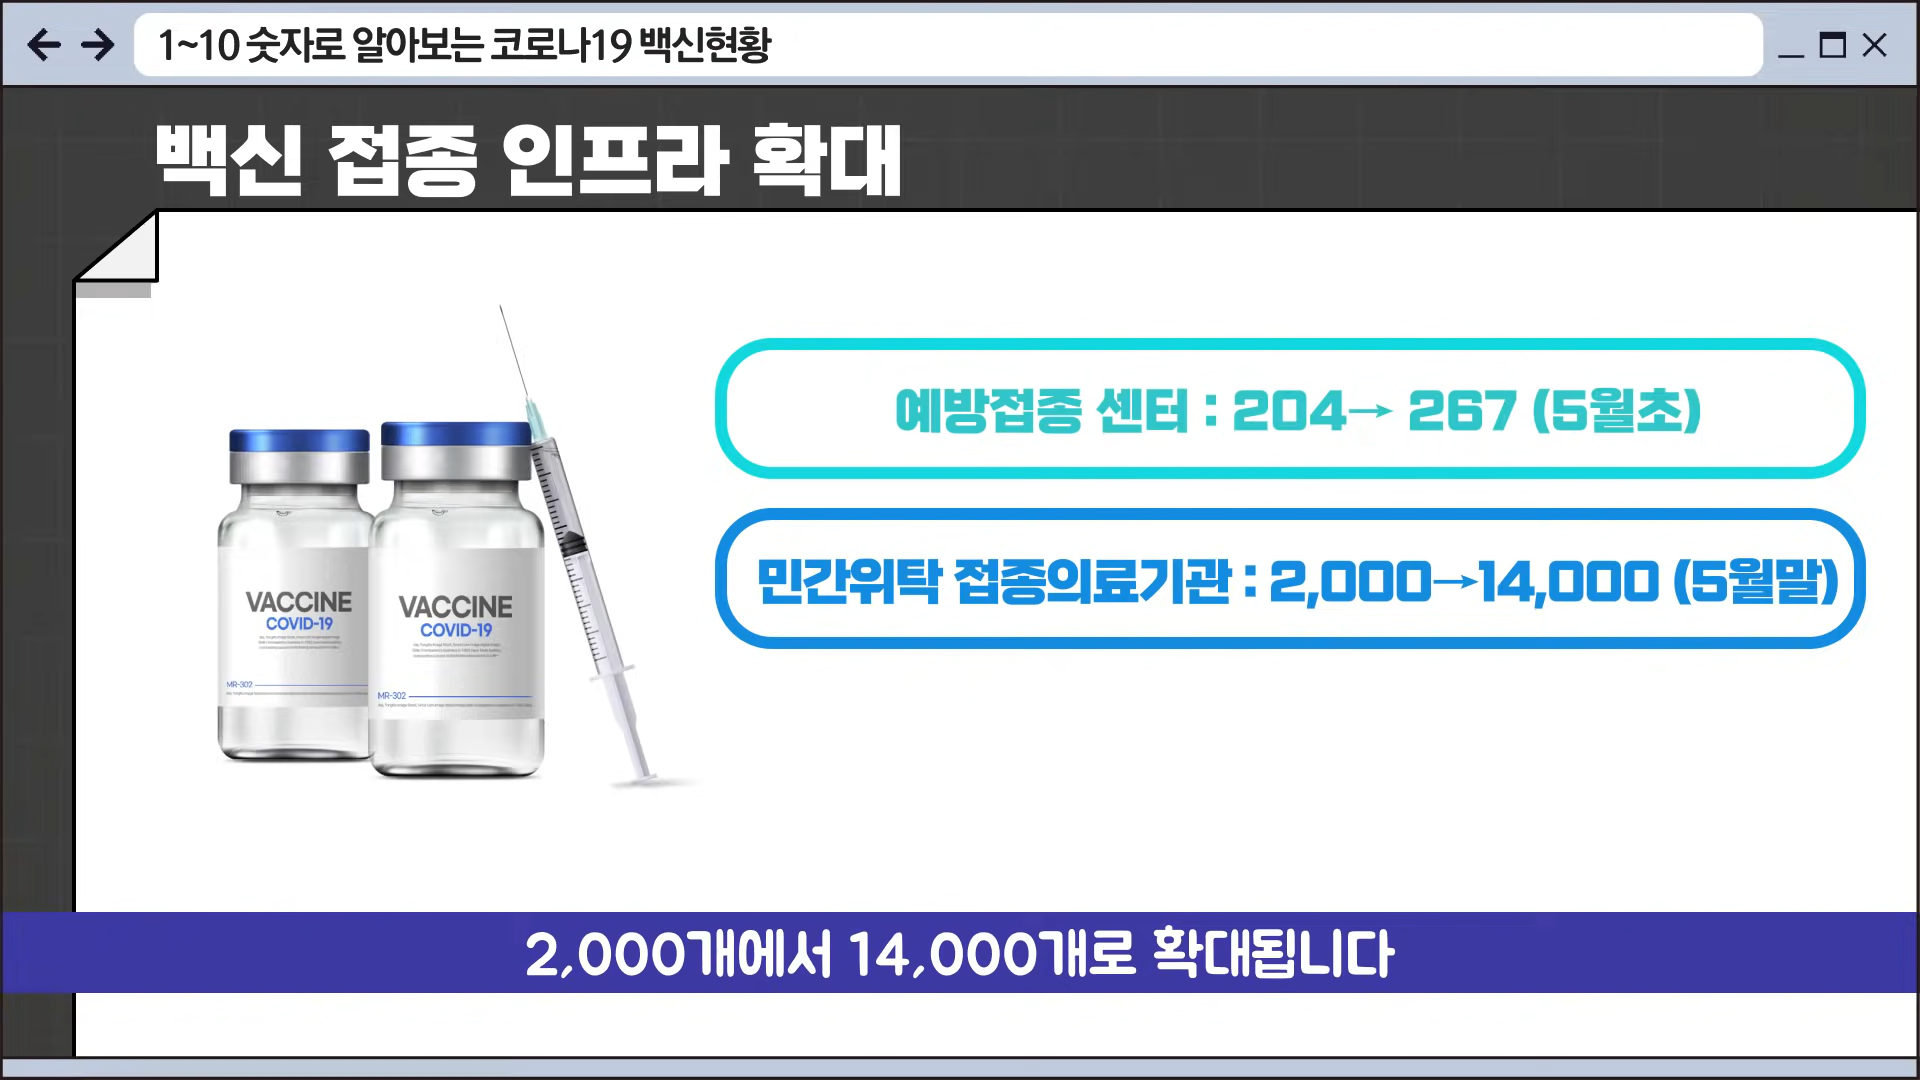 1~10 숫자로 알아보는 코로나19 백신현황
백신 접종 인프라 확대
예방접종 센터 : 204→ 267 (5월초)
민간위탁 접종의료기관 : 2,000→14,000 (5월말)
VACCINE
COVID-19
MR-302
VACCINE
COVID-19
MR-302
2,000개에서 14,000개로 확대됩니다